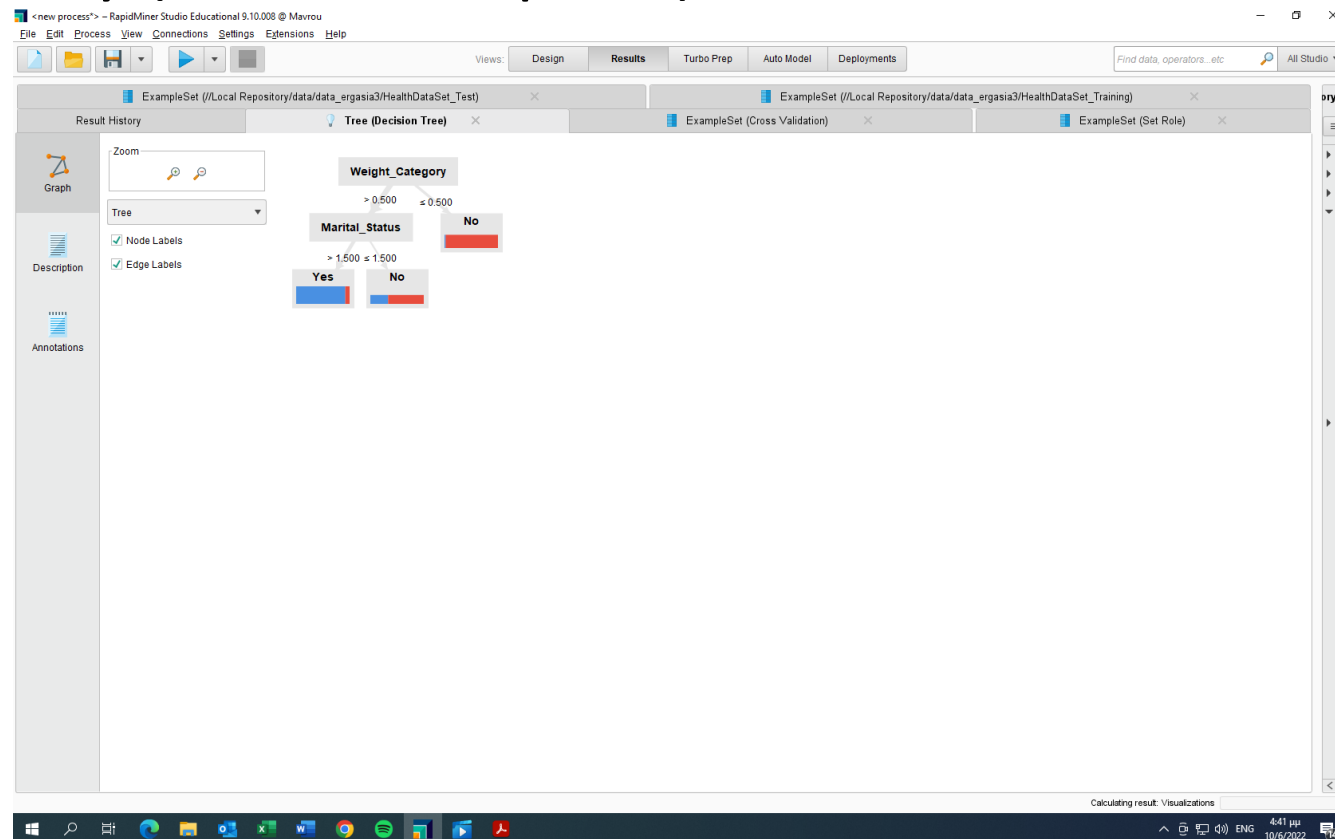 <new process*> – RapidMiner Studio Educational 9.10.008 @ Mavrou
File Edit Process View Connections Settings Extensions Help
Views: Design Results Turbo Prep Auto Model Deployments Find data, operators...etc All Studio
ExampleSet (//Local Repository/data/data_ergasia3/HealthDataSet_Test) ExampleSet (//Local Repository/data/data_ergasia3/HealthDataSet_Training)
Result History Tree (Decision Tree) ExampleSet (Cross Validation) ExampleSet (Set Role)
Zoom
Graph
Tree
Node Labels
Edge Labels
Description
Annotations
Weight_Category
> 0.500 ≤ 0.500
Marital_Status No
> 1.500 ≤ 1.500
Yes No
Calculating result: Visualizations
ENG 4:41 μμ
10/6/2022